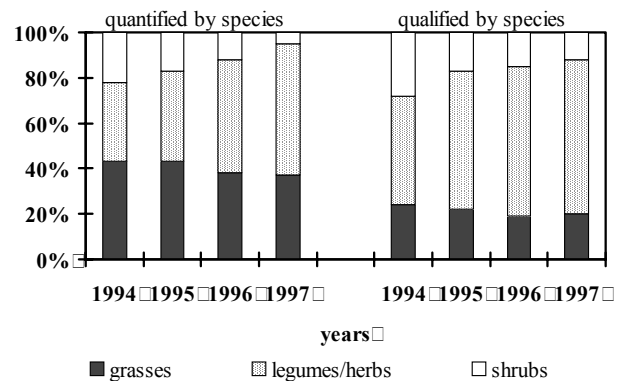 quantified by species qualified by species
100%
80%
60%
40%
20%
0%
1994 1995 1996 1997 1994 1995 1996 1997
years
grasses legumes/herbs shrubs